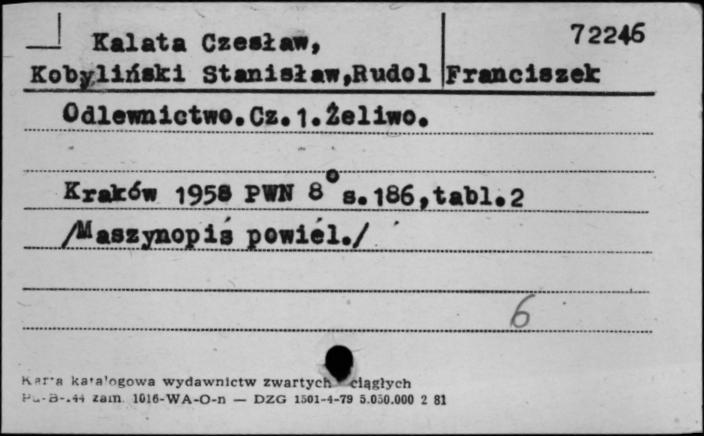 Kalata Czesław, 72246
Kobyliński Stanisław,Rudol Franciszek
Odlewnictwo.Cz.1.Żeliwo.
Kraków 1958 PWN 8° s.186,tabl.2
/Maszynopis powiel./
6
Karta katalogowa wydawnictw zwartych ciągłych
zam. 1016-WA-O-n — DZG 1501-4-79 5.050.000 2 81